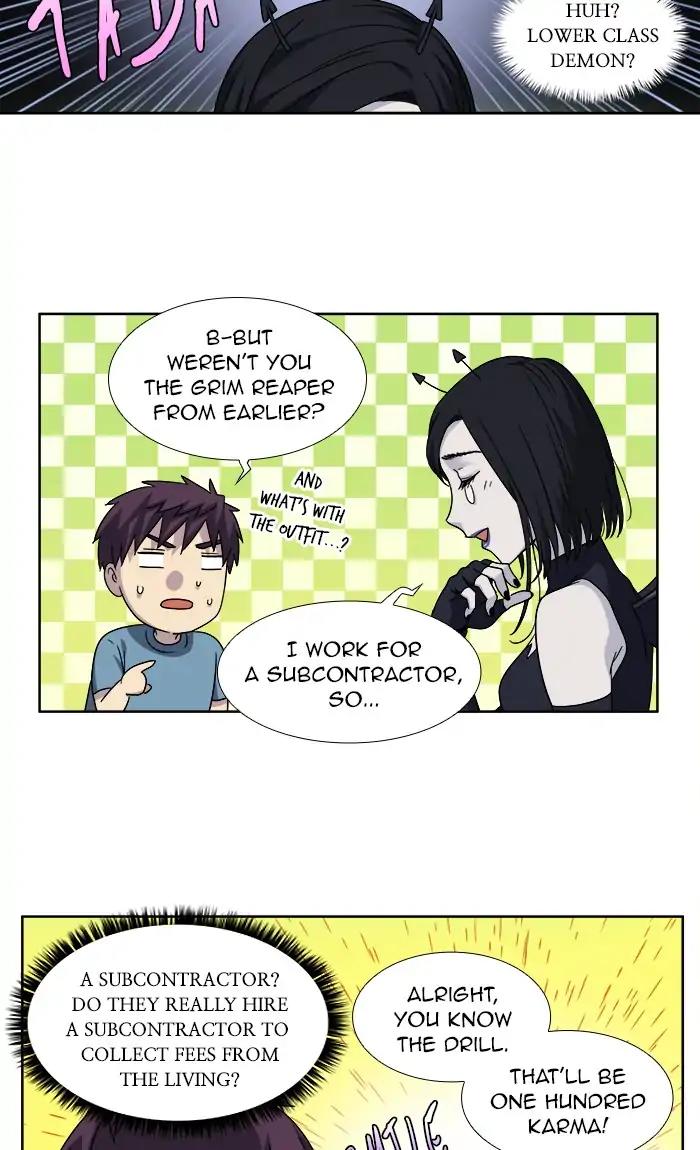 HUH?
LOWER CLASS
DEMON?
B-BUT
WEREN'T YOU
THE GRIM REAPER
FROM EARLIER?
AND
WHAT'S WITH
THE OUTFIT...?
I WORK FOR
A SUBCONTRACTOR,
SO...
A SUBCONTRACTOR?
DO THEY REALLY HIRE
A SUBCONTRACTOR TO
COLLECT FEES FROM
THE LIVING?
ALRIGHT,
YOU KNOW
THE DRILL.
THAT'LL BE
ONE HUNDRED
KARMA!